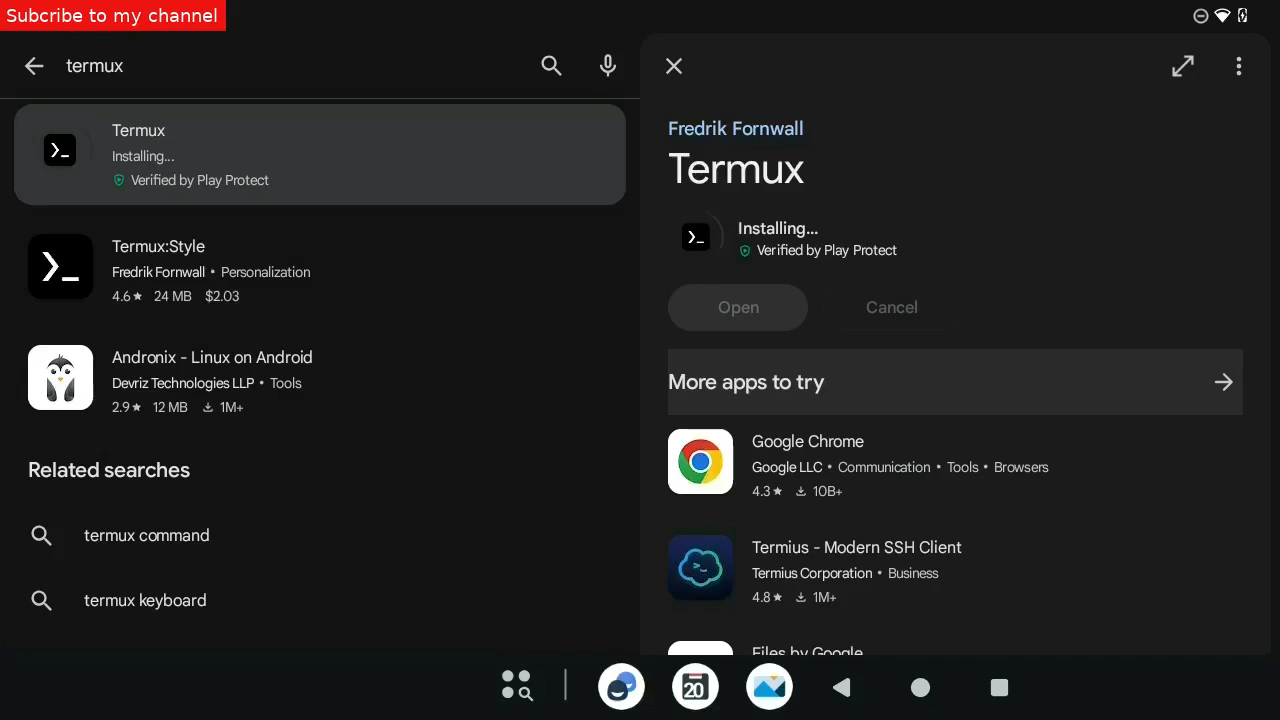 Subcribe to my channel
termux
Termux
Installing...
Verified by Play Protect
Termux:Style
Fredrik Fornwall • Personalization
4.6★ 24 MB $2.03
Andronix - Linux on Android
Devriz Technologies LLP • Tools
2.9★ 12 MB 1M+
Related searches
termux command
termux keyboard
Fredrik Fornwall
Termux
Installing...
Verified by Play Protect
Open Cancel
More apps to try
Google Chrome
Google LLC • Communication • Tools • Browsers
4.3★ 10B+
Termius - Modern SSH Client
Termius Corporation • Business
4.8★ 1M+
Files by Google
20